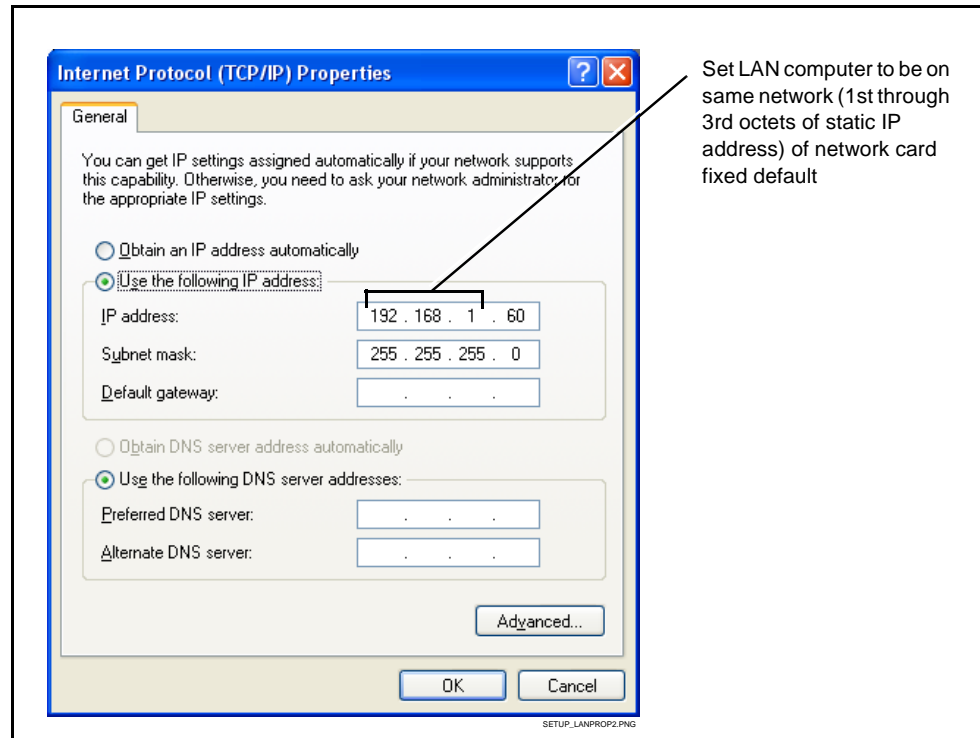 Internet Protocol (TCP/IP) Properties
General
You can get IP settings assigned automatically if your network supports
this capability. Otherwise, you need to ask your network administrator for
the appropriate IP settings.
Obtain an IP address automatically
Use the following IP address:
IP address: 192 . 168 . 1 . 60
Subnet mask: 255 . 255 . 255 . 0
Default gateway: . . .
Obtain DNS server address automatically
Use the following DNS server addresses:
Preferred DNS server: . . .
Alternate DNS server: . . .
Advanced...
OK Cancel
SETUP_LANPROP2.PNG
Set LAN computer to be on
same network (1st through
3rd octets of static IP
address) of network card
fixed default